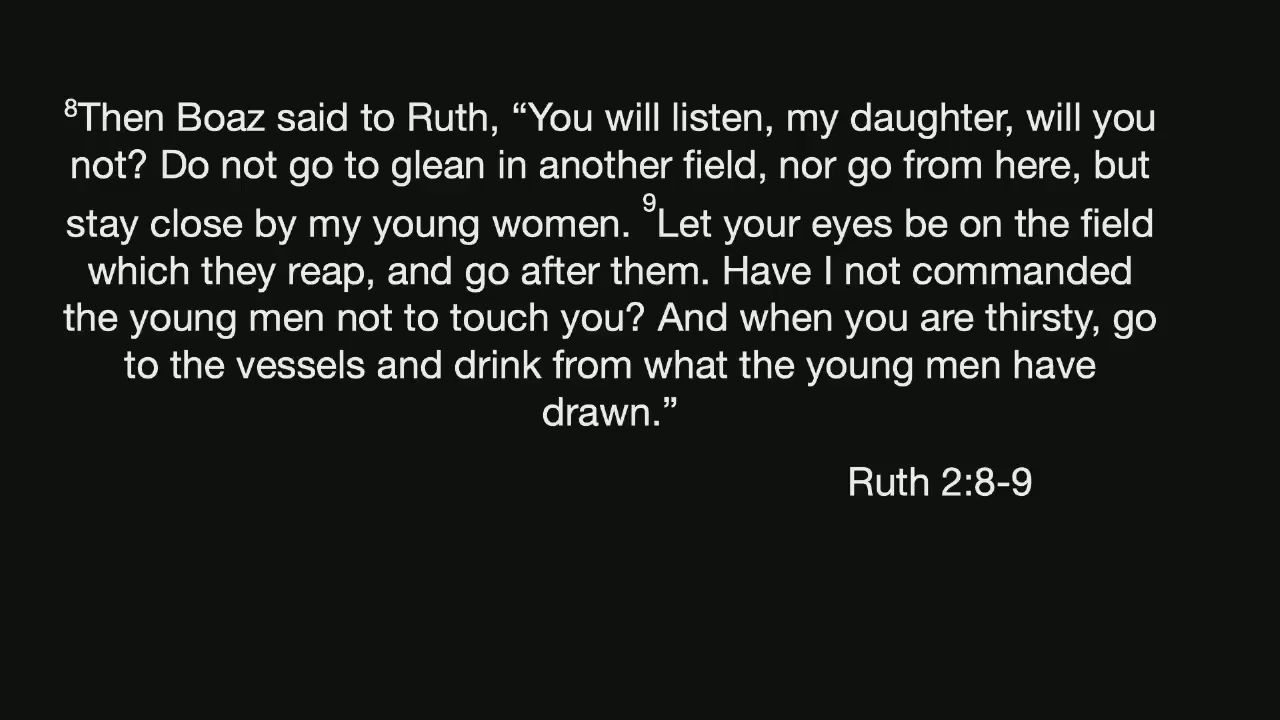 ⁸Then Boaz said to Ruth, “You will listen, my daughter, will you
not? Do not go to glean in another field, nor go from here, but
stay close by my young women. ⁹Let your eyes be on the field
which they reap, and go after them. Have I not commanded
the young men not to touch you? And when you are thirsty, go
to the vessels and drink from what the young men have
drawn.”
Ruth 2:8-9